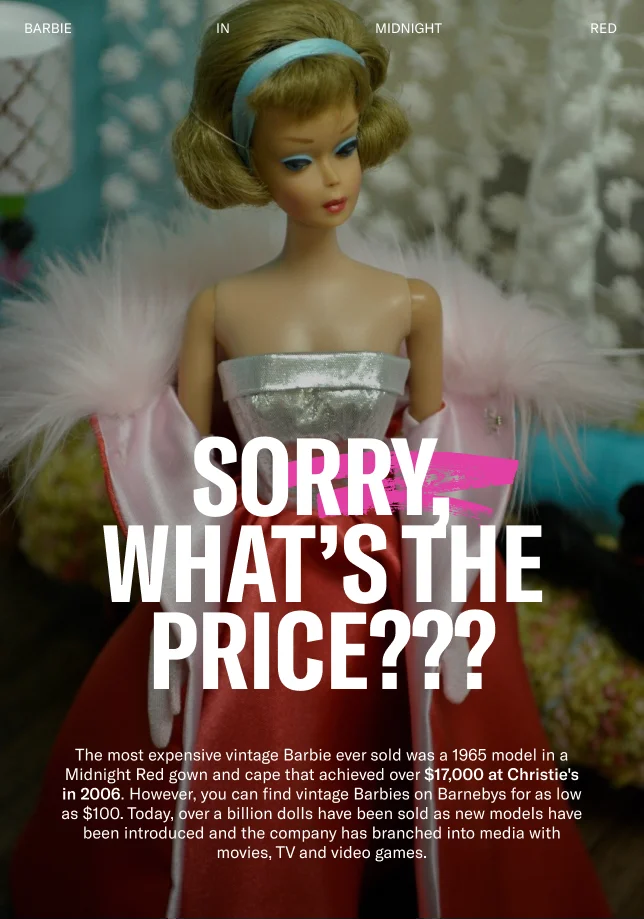 BARBIE IN MIDNIGHT RED
SORRY,
WHAT'S THE
PRICE???
The most expensive vintage Barbie ever sold was a 1965 model in a
Midnight Red gown and cape that achieved over $17,000 at Christie's
in 2006. However, you can find vintage Barbies on Barnebys for as low
as $100. Today, over a billion dolls have been sold as new models have
been introduced and the company has branched into media with
movies, TV and video games.